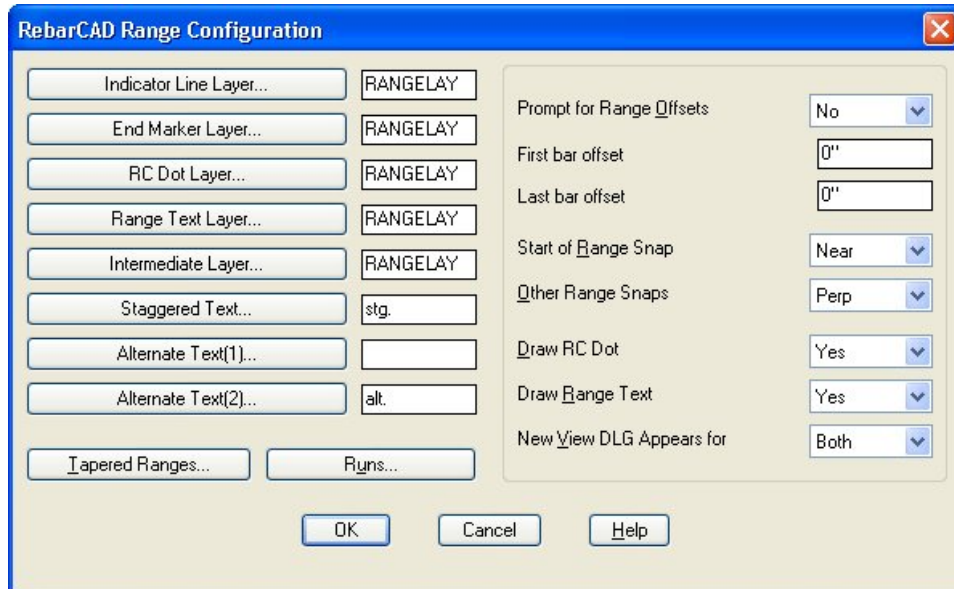 RebarCAD Range Configuration
Indicator Line Layer... RANGELAY
End Marker Layer... RANGELAY
RC Dot Layer... RANGELAY
Range Text Layer... RANGELAY
Intermediate Layer... RANGELAY
Staggered Text... stg.
Alternate Text(1)...
Alternate Text(2)... alt.
Tapered Ranges... Runs...
Prompt for Range Offsets No
First bar offset 0"
Last bar offset 0"
Start of Range Snap Near
Other Range Snaps Perp
Draw RC Dot Yes
Draw Range Text Yes
New View DLG Appears for Both
OK Cancel Help